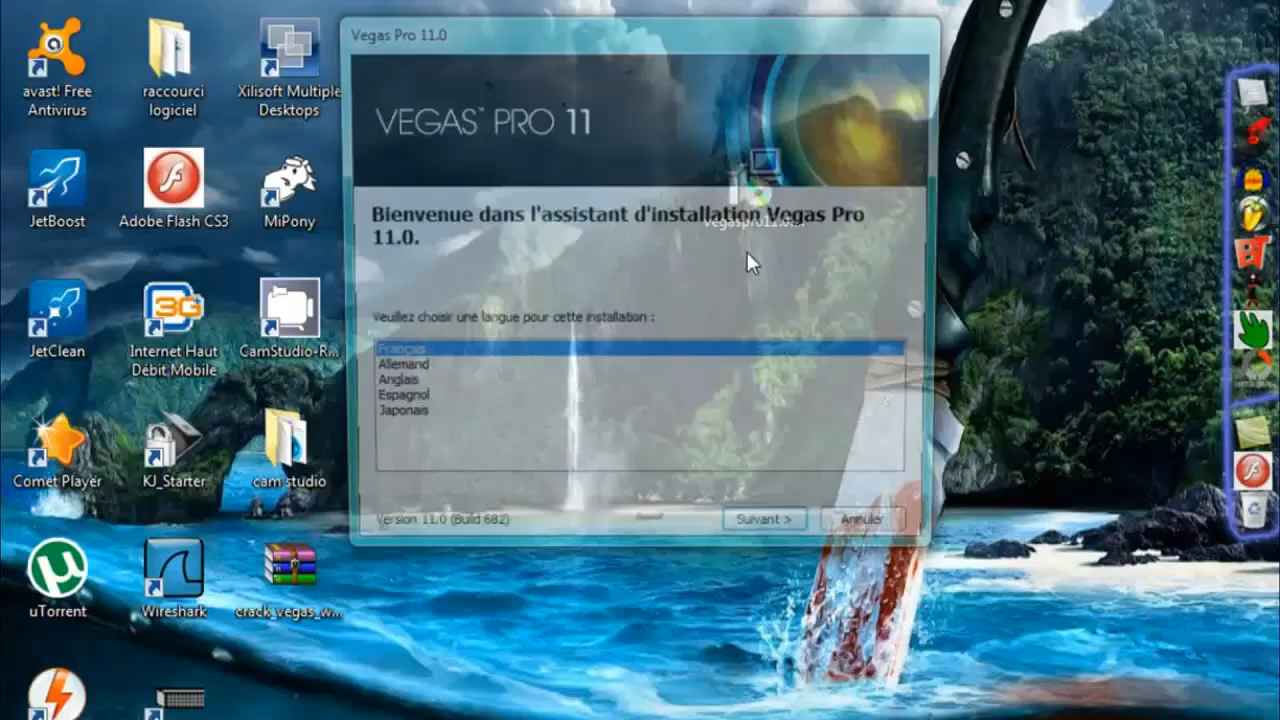 avast! Free
Antivirus
raccourci
logiciel
Xilisoft Multiple
Desktops
JetBoost
Adobe Flash CS3
MiPony
JetClean
Internet Haut
Débit Mobile
CamStudio-R...
Comet Player
KJ_Starter
cam studio
uTorrent
Wireshark
crack_vegas_w...
Vegas Pro 11.0
VEGAS™ PRO 11
Bienvenue dans l'assistant d'installation Vegas Pro
11.0.
Veuillez choisir une langue pour cette installation :
Français
Allemand
Anglais
Espagnol
Japonais
Version 11.0 (Build 682)
Suivant >
Annuler